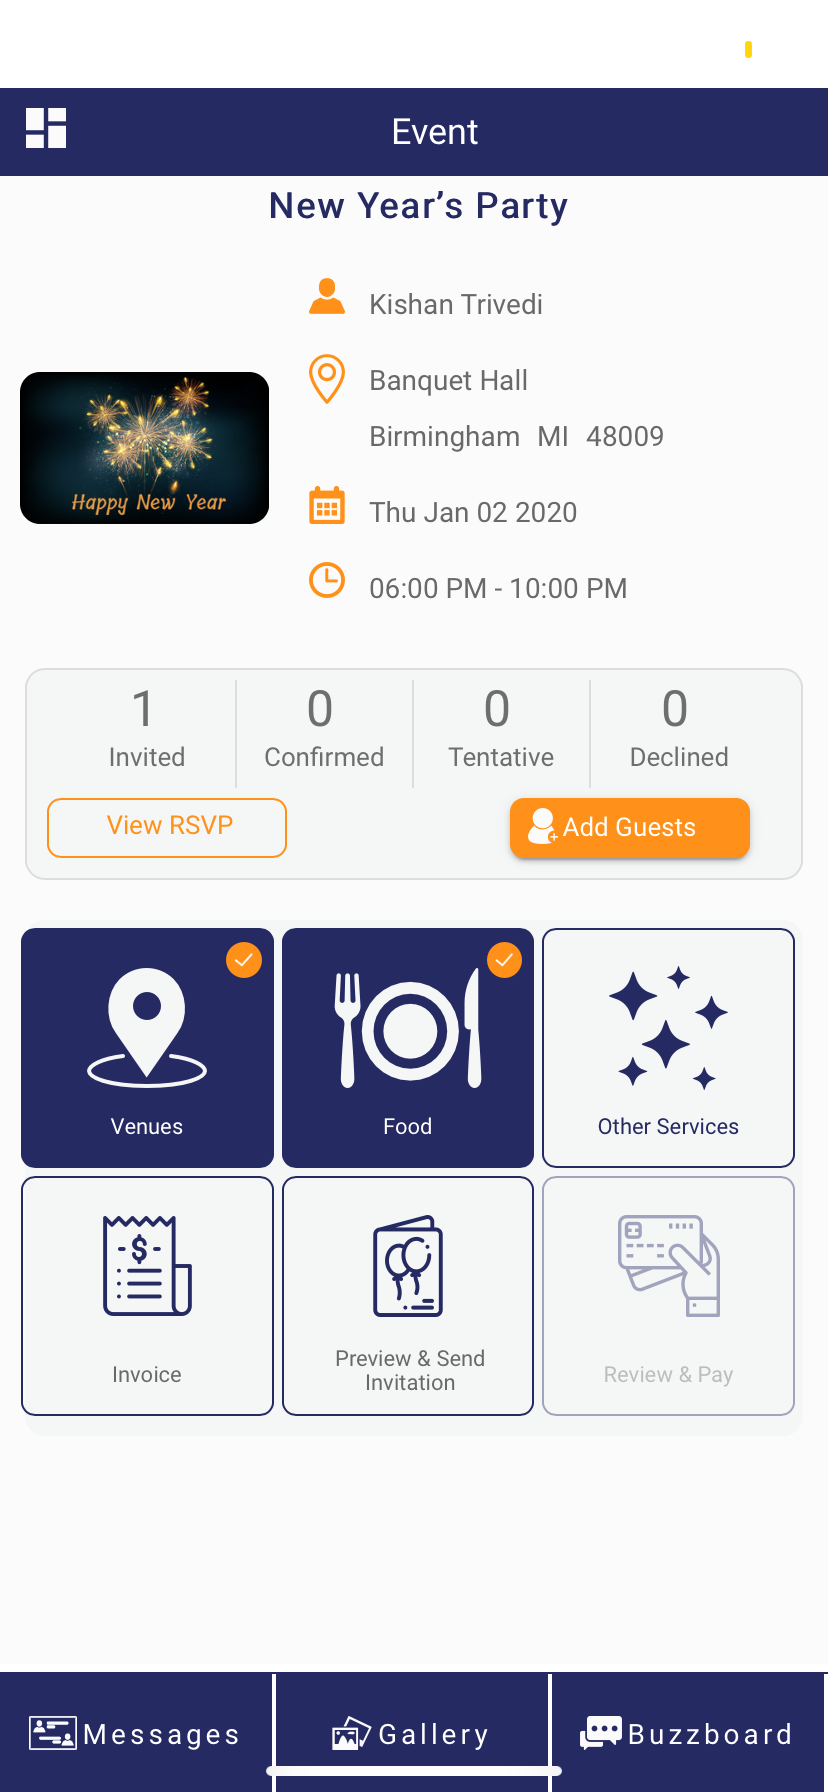 Event
New Year’s Party
Kishan Trivedi
Banquet Hall
Birmingham MI 48009
Happy New Year
Thu Jan 02 2020
06:00 PM - 10:00 PM
1 0 0 0
Invited Confirmed Tentative Declined
View RSVP Add Guests
Venues Food Other Services
Invoice
Preview & Send
Invitation
Review & Pay
Messages Gallery Buzzboard